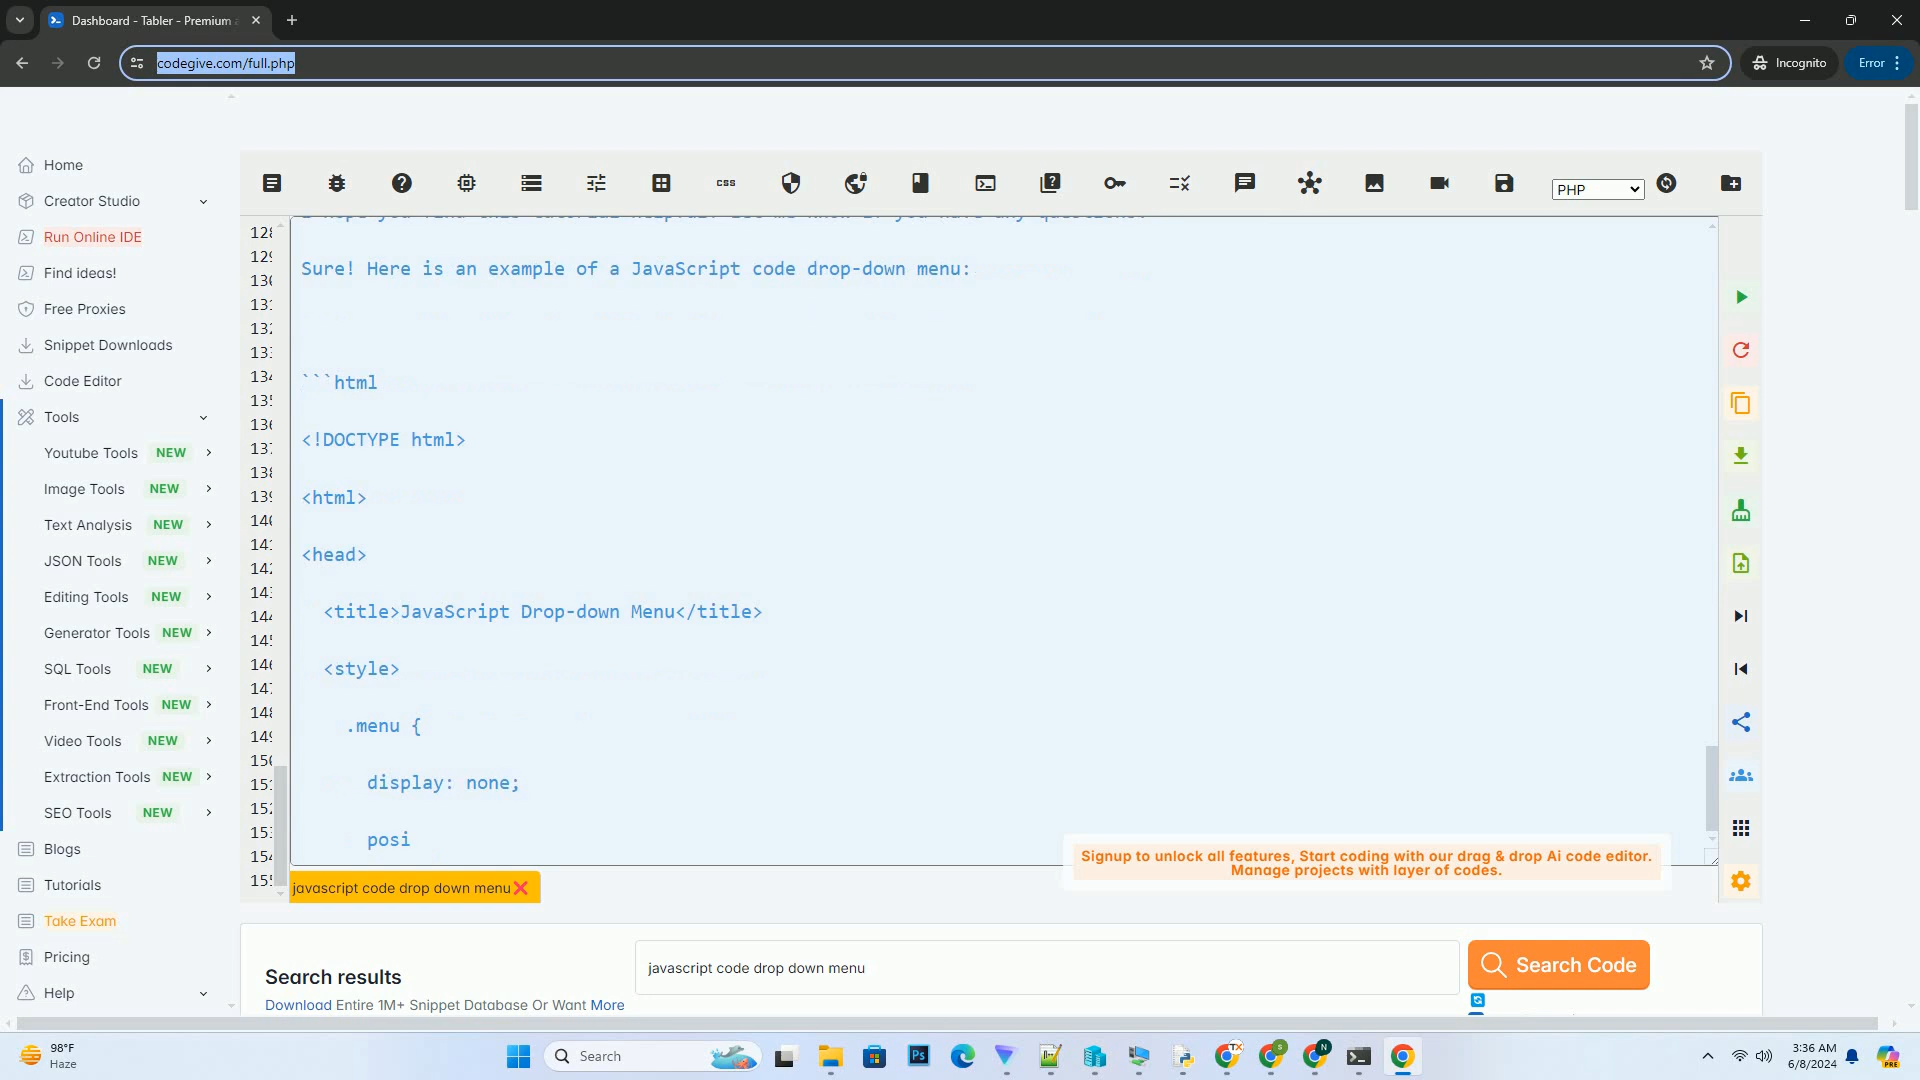 Dashboard - Tabler - Premium
codegive.com/full.php
Incognito
Error
Home
Creator Studio
Run Online IDE
Find ideas!
Free Proxies
Snippet Downloads
Code Editor
Tools
Youtube Tools NEW
Image Tools NEW
Text Analysis NEW
JSON Tools NEW
Editing Tools NEW
Generator Tools NEW
SQL Tools NEW
Front-End Tools NEW
Video Tools NEW
Extraction Tools NEW
SEO Tools NEW
Blogs
Tutorials
Take Exam
Pricing
Help
css
PHP
Sure! Here is an example of a JavaScript code drop-down menu:
```html
<!DOCTYPE html>
<html>
<head>
<title>JavaScript Drop-down Menu</title>
<style>
.menu {
display: none;
posi
Signup to unlock all features, Start coding with our drag & drop Ai code editor.
Manage projects with layer of codes.
javascript code drop down menu
Search results
Download Entire 1M+ Snippet Database Or Want More
javascript code drop down menu
Search Code
98°F
Haze
Search
3:36 AM
6/8/2024